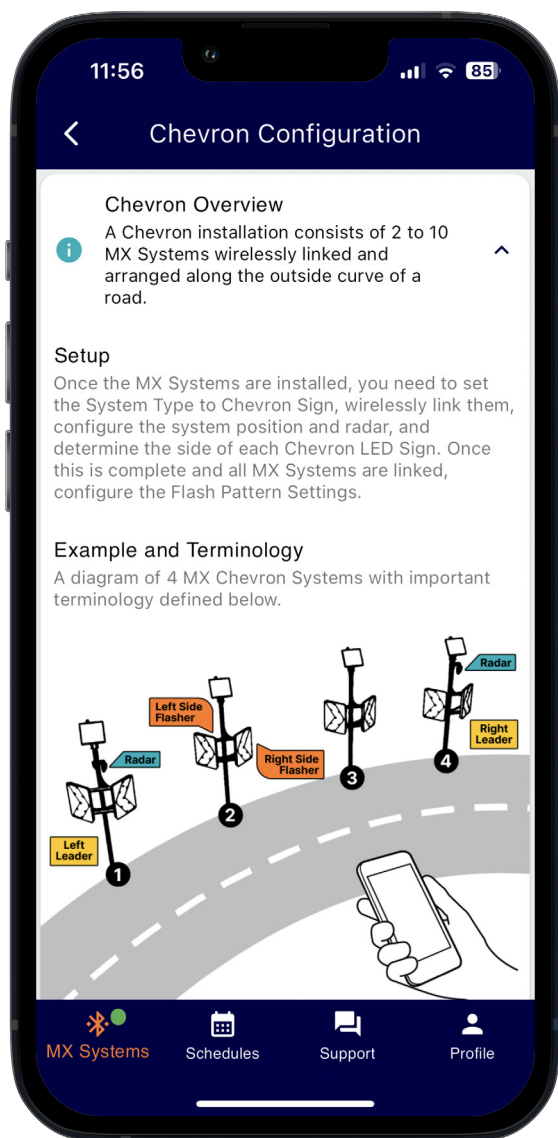 11:56
85
Chevron Configuration
Chevron Overview
A Chevron installation consists of 2 to 10
MX Systems wirelessly linked and
arranged along the outside curve of a
road.
Setup
Once the MX Systems are installed, you need to set
the System Type to Chevron Sign, wirelessly link them,
configure the system position and radar, and
determine the side of each Chevron LED Sign. Once
this is complete and all MX Systems are linked,
configure the Flash Pattern Settings.
Example and Terminology
A diagram of 4 MX Chevron Systems with important
terminology defined below.
Left Side
Flasher
Radar
Right
Leader
Radar
Right Side
Flasher
3
4
2
Left
Leader
1
MX Systems
Schedules
Support
Profile